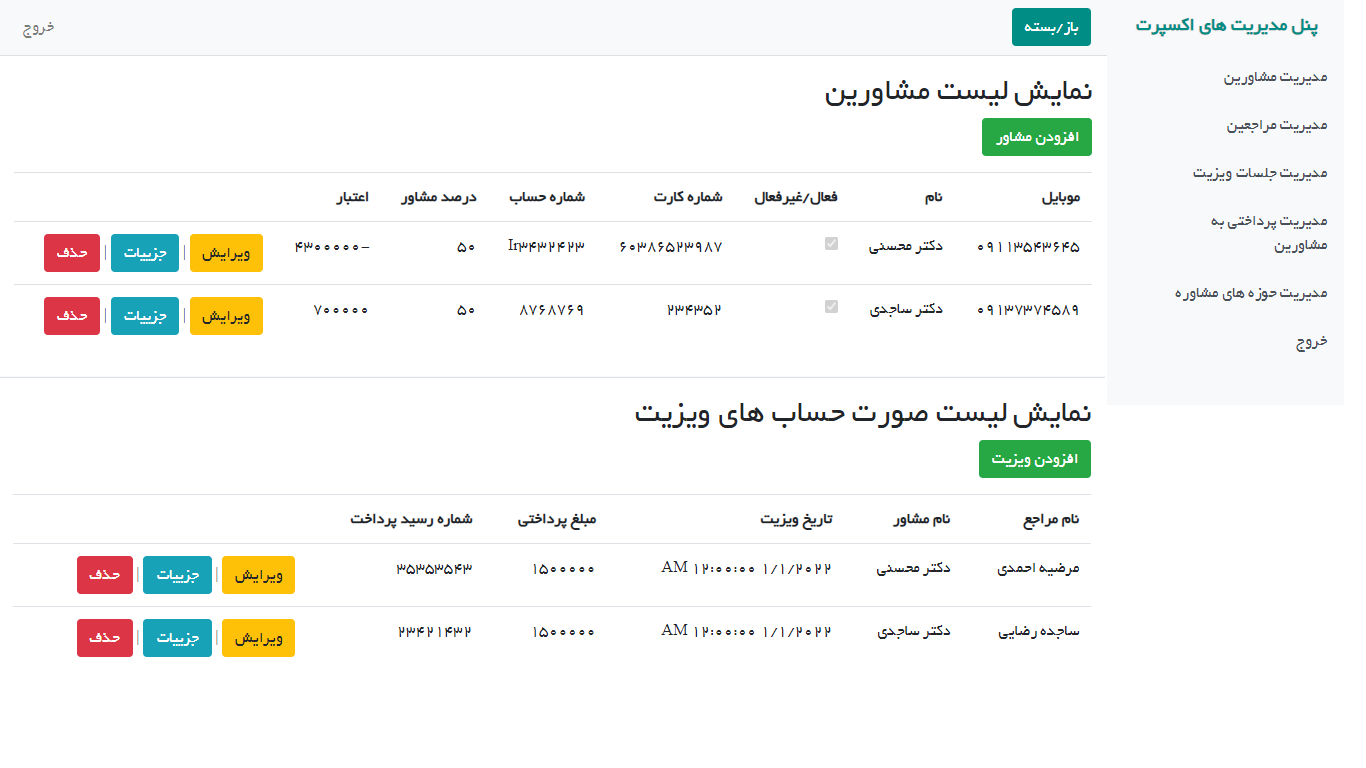 پنل مدیریت های اکسپرت
مدیریت مشاورین
مدیریت مراجعین
مدیریت جلسات ویزیت
مدیریت پرداختی به
مشاورین
مدیریت حوزه های مشاوره
خروج
باز/بسته
خروج
نمایش لیست مشاورین
افزودن مشاور
موبایل نام فعال/غیرفعال شماره کارت شماره حساب درصد مشاور اعتبار
۰۹۱۱۳۵۴۳۶۴۵ دکتر محسنی ۶۰۳۸۶۵۲۳۹۸۷ Ir۳۴۳۲۴۲۳ ۵۰ -۴۳۰۰۰۰۰ ویرایش | جزییات | حذف
۰۹۱۳۷۳۷۴۵۸۹ دکتر ساجدی ۲۳۴۳۵۲ ۸۷۶۸۷۶۹ ۵۰ ۷۰۰۰۰۰ ویرایش | جزییات | حذف
نمایش لیست صورت حساب های ویزیت
افزودن ویزیت
نام مراجع نام مشاور تاریخ ویزیت مبلغ پرداختی شماره رسید پرداخت
مرضیه احمدی دکتر محسنی ۱/۱/۲۰۲۲ ۱۲:۰۰:۰۰ AM ۱۵۰۰۰۰۰ ۳۵۳۵۳۵۴۳ ویرایش | جزییات | حذف
ساجده رضایی دکتر ساجدی ۱/۱/۲۰۲۲ ۱۲:۰۰:۰۰ AM ۱۵۰۰۰۰۰ ۲۳۴۲۱۴۳۲ ویرایش | جزییات | حذف